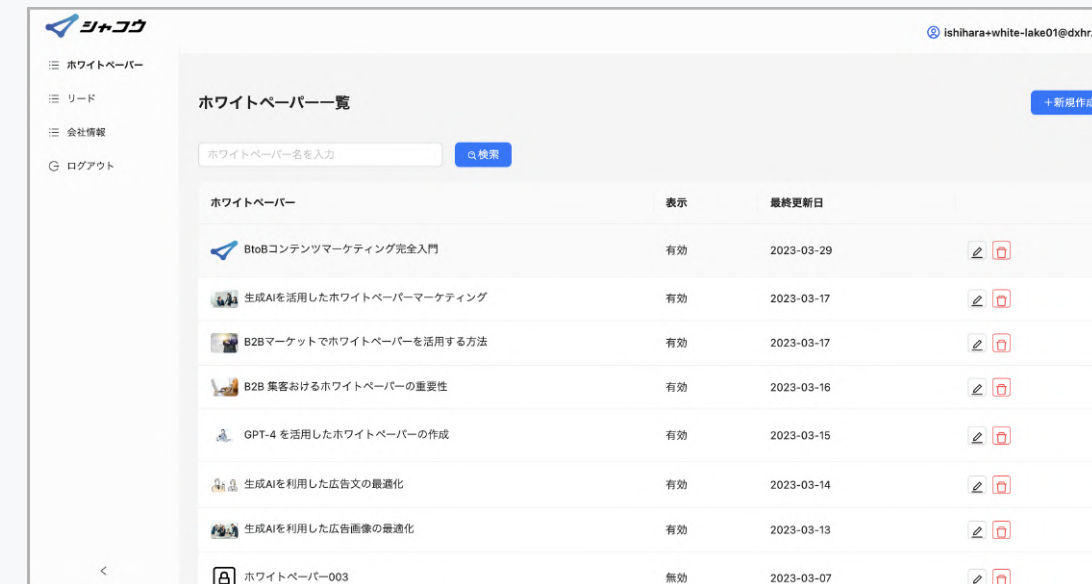 シャコウ
ishihara+white-lake01@dxhr.
ホワイトペーパー
リード
会社情報
ログアウト
ホワイトペーパー一覧
+新規作成
ホワイトペーパー名を入力
検索
ホワイトペーパー 表示 最終更新日
BtoBコンテンツマーケティング完全入門 有効 2023-03-29
生成AIを活用したホワイトペーパーマーケティング 有効 2023-03-17
B2Bマーケットでホワイトペーパーを活用する方法 有効 2023-03-17
B2B 集客おけるホワイトペーパーの重要性 有効 2023-03-16
GPT-4 を活用したホワイトペーパーの作成 有効 2023-03-15
生成AIを利用した広告文の最適化 有効 2023-03-14
生成AIを利用した広告画像の最適化 有効 2023-03-13
ホワイトペーパー003 無効 2023-03-07